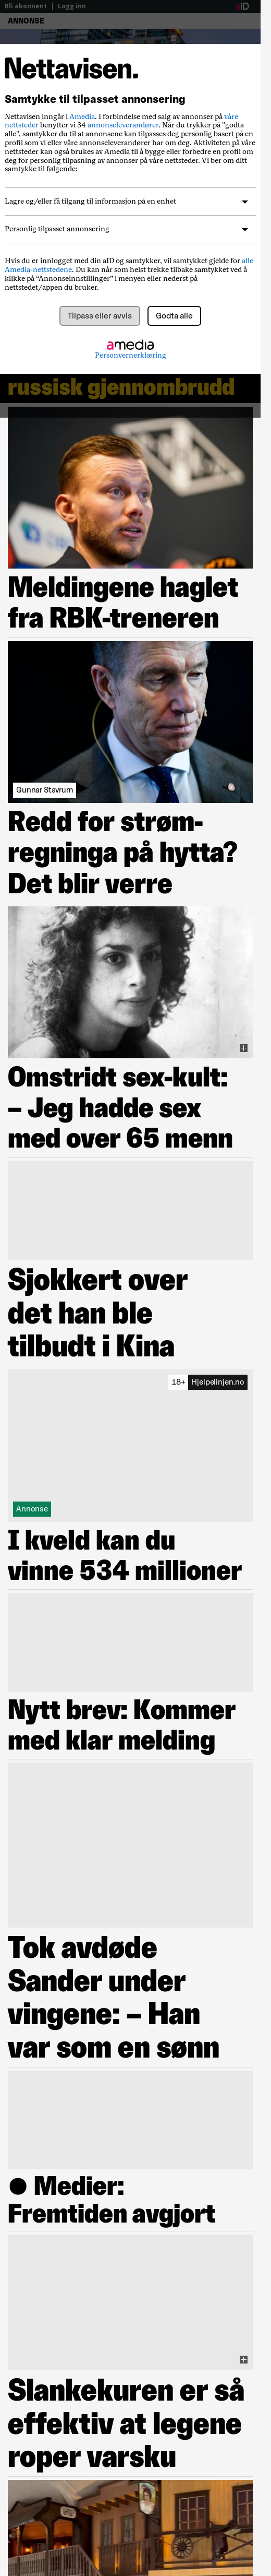 Bli abonnent | Logg inn
aID
ANNONSE
Nettavisen.
Samtykke til tilpasset annonsering
Nettavisen inngår i Amedia. I forbindelse med salg av annonser på våre
nettsteder benytter vi 34 annonseleverandører. Når du trykker på "godta
alle", samtykker du til at annonsene kan tilpasses deg personlig basert på en
profil som vi eller våre annonseleverandører har om deg. Aktivitet på våre
nettsteder kan også brukes av Amedia til å bygge eller forbedre en profil om
deg for personlig tilpasning av annonser på våre nettsteder. Vi ber om ditt
samtykke til følgende:
Lagre og/eller få tilgang til informasjon på en enhet
Personlig tilpasset annonsering
Hvis du er innlogget med din aID og samtykker, vil samtykket gjelde for alle
Amedia-nettstedene. Du kan når som helst trekke tilbake samtykket ved å
klikke på “Annonseinnstillinger” i menyen eller nederst på
nettstedet/appen du bruker.
Tilpass eller avvis
Godta alle
amedia
Personvernerklæring
russisk gjennombrudd
Meldingene haglet
fra RBK-treneren
Gunnar Stavrum
Redd for strøm-
regninga på hytta?
Det blir verre
Omstridt sex-kult:
– Jeg hadde sex
med over 65 menn
Sjokkert over
det han ble
tilbudt i Kina
18+ Hjelpelinjen.no
Annonse
I kveld kan du
vinne 534 millioner
Nytt brev: Kommer
med klar melding
Tok avdøde
Sander under
vingene: – Han
var som en sønn
● Medier:
Fremtiden avgjort
Slankekuren er så
effektiv at legene
roper varsku